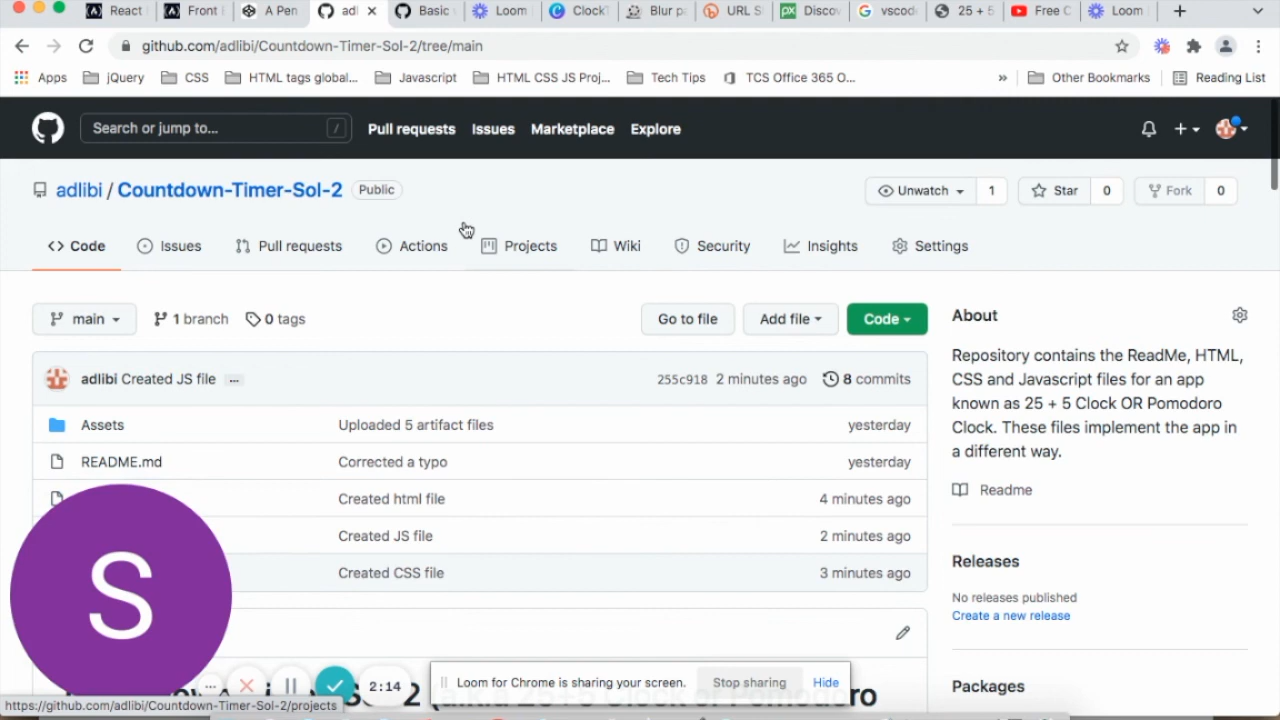 React
Front
A Pen
adl
Basic
Loom
Clock
Blur p
URL S
Discov
vscod
25 + 5
Free C
Loom
github.com/adlibi/Countdown-Timer-Sol-2/tree/main
Apps
jQuery
CSS
HTML tags global...
Javascript
HTML CSS JS Proj...
Tech Tips
TCS Office 365 O...
»
Other Bookmarks
Reading List
Search or jump to...
/
Pull requests
Issues
Marketplace
Explore
adlibi / Countdown-Timer-Sol-2
Public
Unwatch
1
Star
0
Fork
0
Code
Issues
Pull requests
Actions
Projects
Wiki
Security
Insights
Settings
main
1 branch
0 tags
Go to file
Add file
Code
adlibi Created JS file
...
255c918 2 minutes ago
8 commits
Assets
Uploaded 5 artifact files
yesterday
README.md
Corrected a typo
yesterday
Created html file
4 minutes ago
Created JS file
2 minutes ago
Created CSS file
3 minutes ago
About
Repository contains the ReadMe, HTML,
CSS and Javascript files for an app
known as 25 + 5 Clock OR Pomodoro
Clock. These files implement the app in
a different way.
Readme
Releases
No releases published
Create a new release
Packages
S
2:14
Loom for Chrome is sharing your screen.
Stop sharing
Hide
2 (a.k.a 25+5 Clock or Pomodoro
https://github.com/adlibi/Countdown-Timer-Sol-2/projects